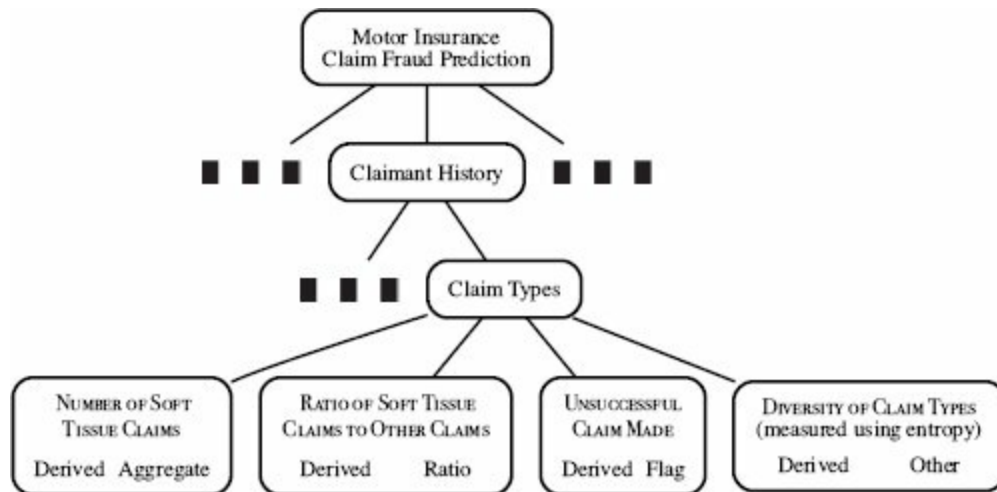 Motor Insurance
Claim Fraud Prediction
Claimant History
Claim Types
NUMBER OF SOFT
TISSUE CLAIMS
Derived Aggregate
RATIO OF SOFT TISSUE
CLAIMS TO OTHER CLAIMS
Derived Ratio
UNSUCCESSFUL
CLAIM MADE
Derived Flag
DIVERSITY OF CLAIM TYPES
(measured using entropy)
Derived Other